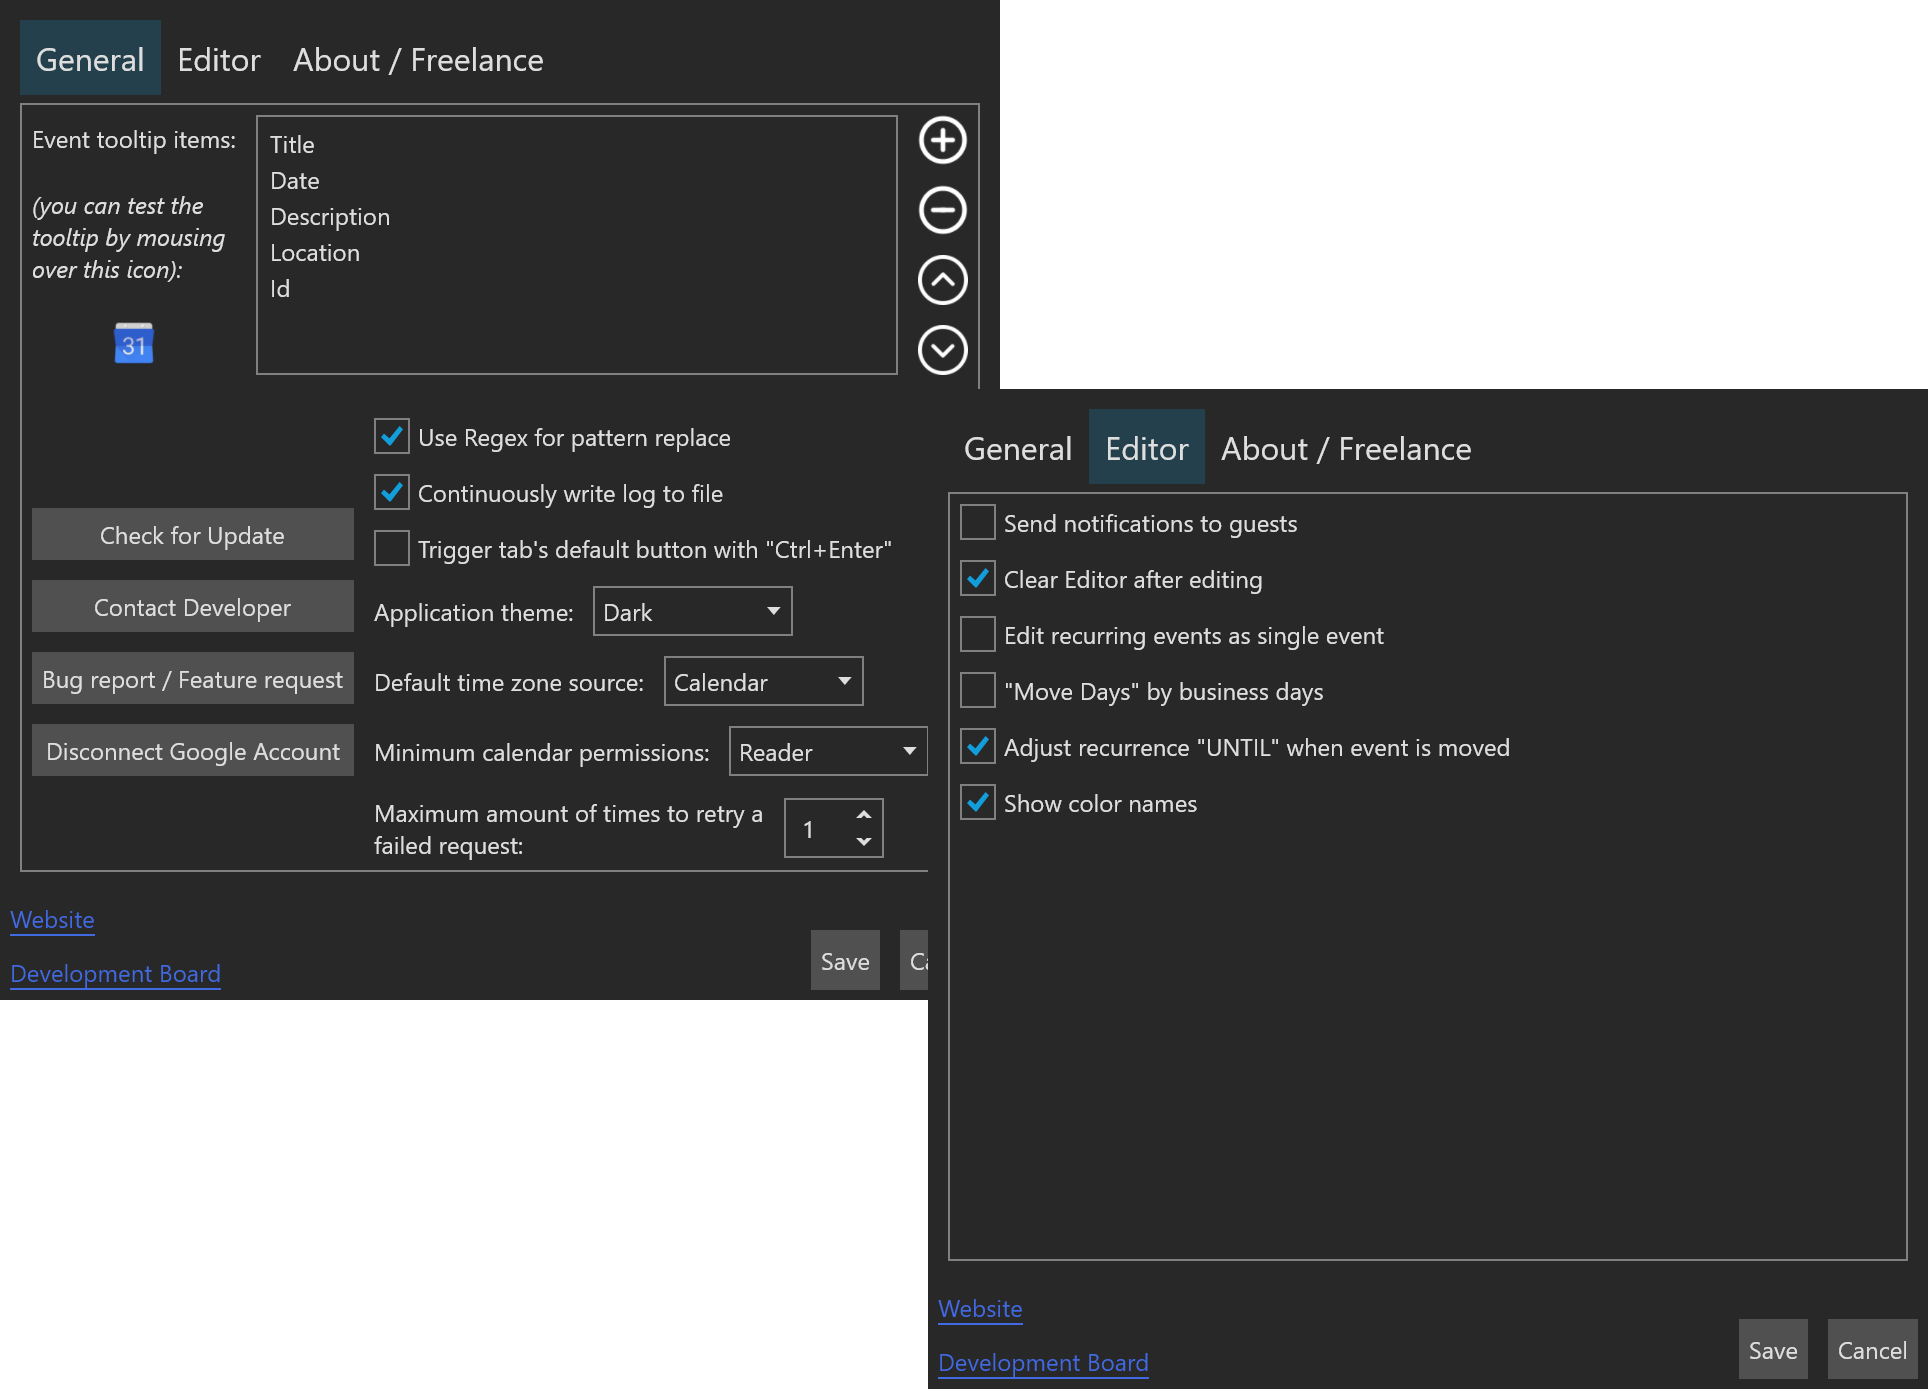 General Editor About / Freelance
Event tooltip items:
(you can test the
tooltip by mousing
over this icon):
31
Title
Date
Description
Location
Id
Check for Update
Contact Developer
Bug report / Feature request
Disconnect Google Account
Use Regex for pattern replace
Continuously write log to file
Trigger tab's default button with "Ctrl+Enter"
Application theme: Dark
Default time zone source: Calendar
Minimum calendar permissions: Reader
Maximum amount of times to retry a
failed request: 1
Website
Development Board
Save
General Editor About / Freelance
Send notifications to guests
Clear Editor after editing
Edit recurring events as single event
"Move Days" by business days
Adjust recurrence "UNTIL" when event is moved
Show color names
Website
Development Board
Save Cancel